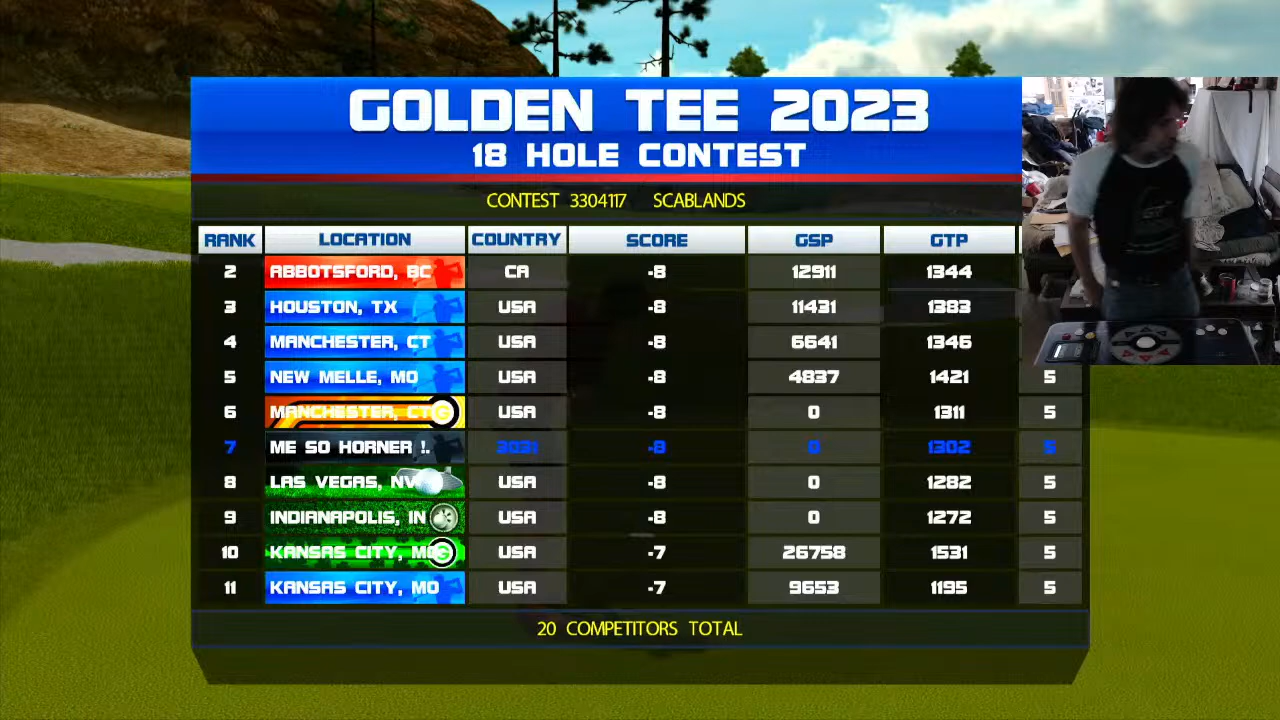 GOLDEN TEE 2023
18 HOLE CONTEST
CONTEST 3304117 SCABLANDS
RANK LOCATION COUNTRY SCORE GSP GTP
2 ABBOTSFORD, BC CA -8 12911 1344
3 HOUSTON, TX USA -8 11431 1383
4 MANCHESTER, CT USA -8 6641 1346
5 NEW MELLE, MO USA -8 4837 1421 5
6 MANCHESTER, CT USA -8 0 1311 5
7 ME SO HORNER !. 3031 -8 0 1302 5
8 LAS VEGAS, NV USA -8 0 1282 5
9 INDIANAPOLIS, IN USA -8 0 1272 5
10 KANSAS CITY, MO USA -7 26758 1531 5
11 KANSAS CITY, MO USA -7 9653 1195 5
20 COMPETITORS TOTAL